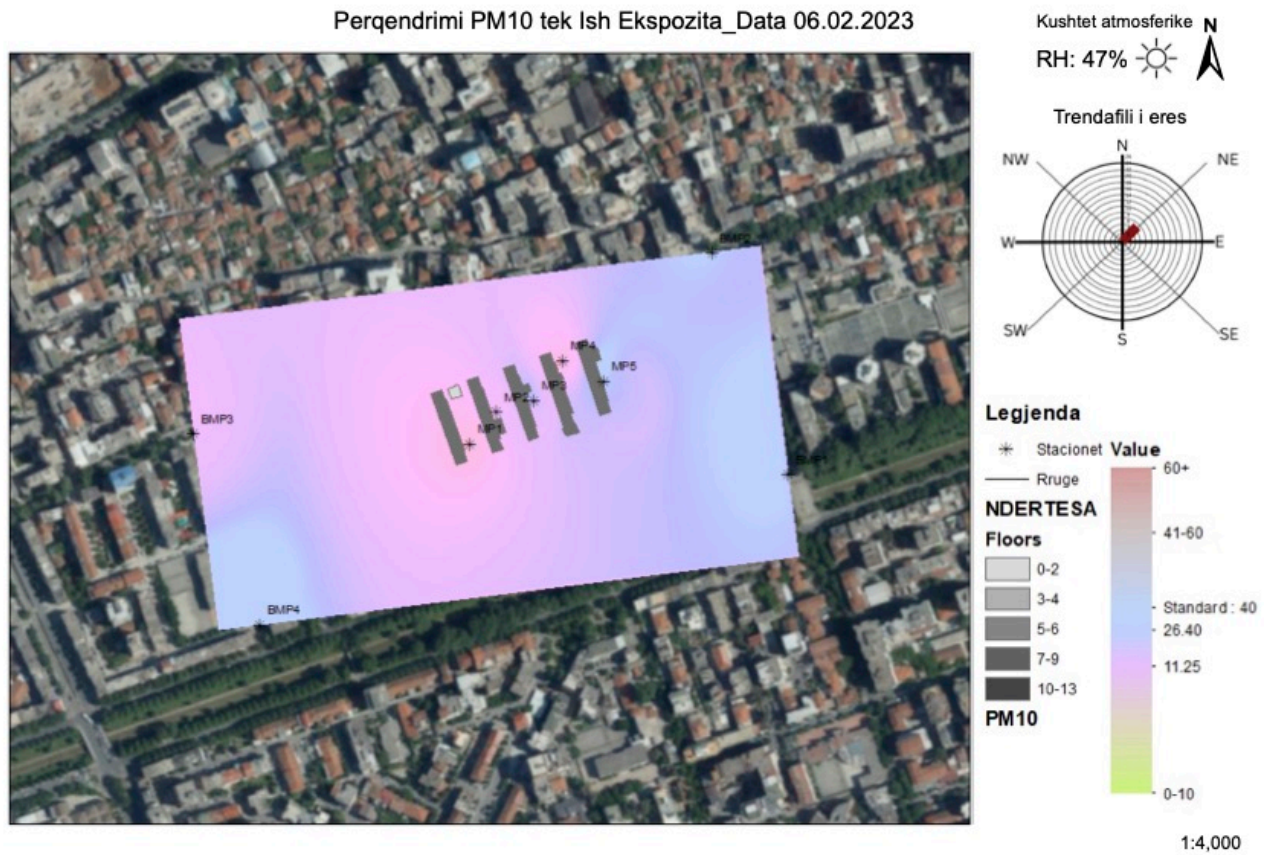 Perqendrimi PM10 tek Ish Ekspozita_Data 06.02.2023
Kushtet atmosferike
N
RH: 47%
Trendafili i eres
N
NW
NE
W
E
SW
SE
S
BMP2
MP4
MP5
MP3
MP2
BMP3
MP1
BMP1
BMP4
Legjenda
Stacionet
Rruge
NDERTESA
Floors
0-2
3-4
5-6
7-9
10-13
PM10
Value
60+
41-60
Standard : 40
26.40
11.25
0-10
1:4,000